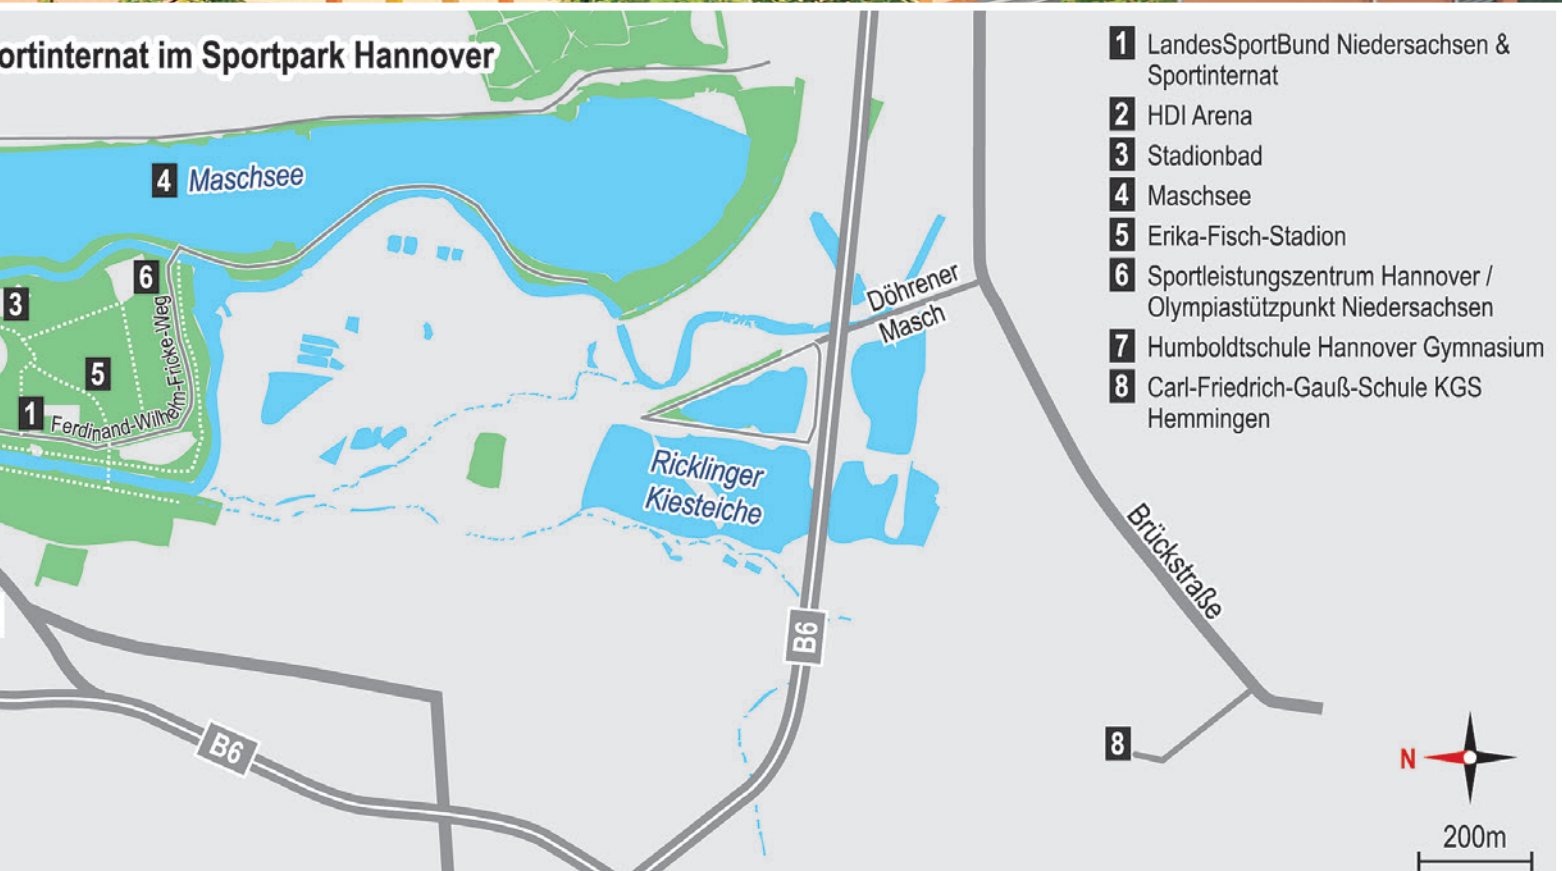 ortinternat im Sportpark Hannover
4 Maschsee
6
3
5
1
Ferdinand-Wilhelm-Fricke-Weg
Döhrener
Masch
Ricklinger
Kiesteiche
Brückstraße
B6
B6
8
1 LandesSportBund Niedersachsen &
Sportinternat
2 HDI Arena
3 Stadionbad
4 Maschsee
5 Erika-Fisch-Stadion
6 Sportleistungszentrum Hannover /
Olympiastützpunkt Niedersachsen
7 Humboldtschule Hannover Gymnasium
8 Carl-Friedrich-Gauß-Schule KGS
Hemmingen
N
200m